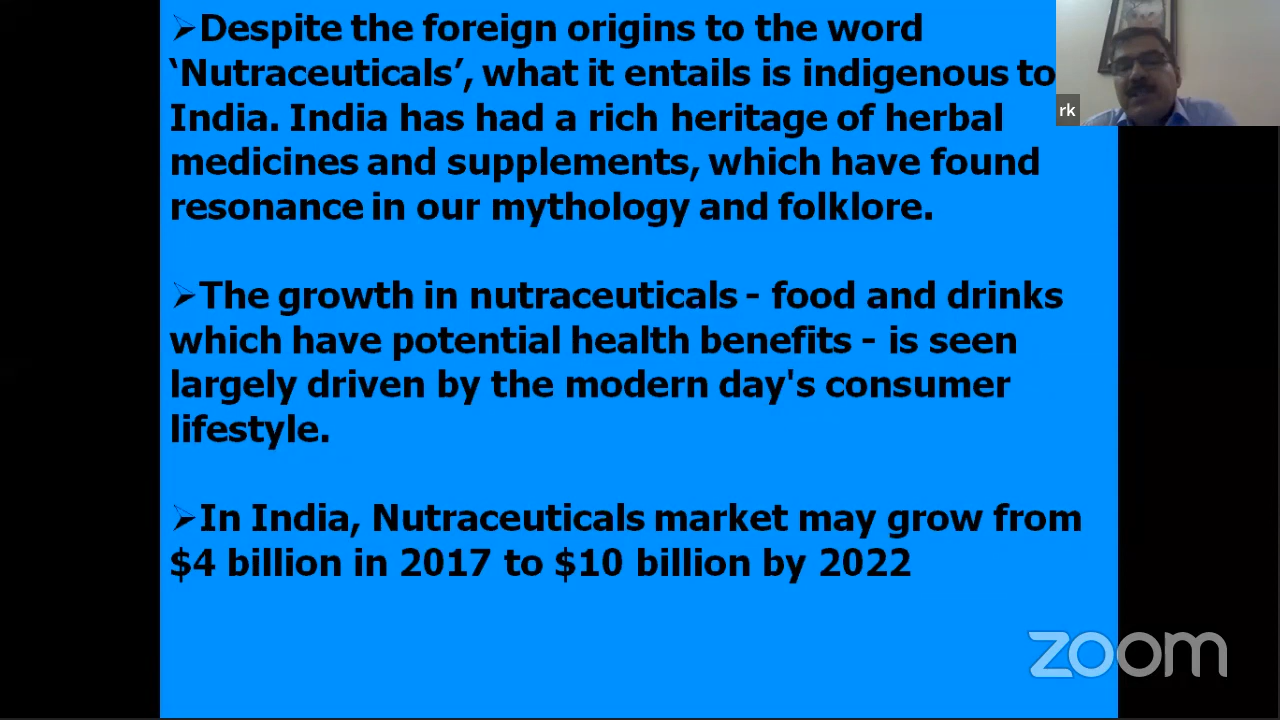 ➢Despite the foreign origins to the word
‘Nutraceuticals’, what it entails is indigenous to
India. India has had a rich heritage of herbal
medicines and supplements, which have found
resonance in our mythology and folklore.
➢The growth in nutraceuticals - food and drinks
which have potential health benefits - is seen
largely driven by the modern day's consumer
lifestyle.
➢In India, Nutraceuticals market may grow from
$4 billion in 2017 to $10 billion by 2022
rk
zoom